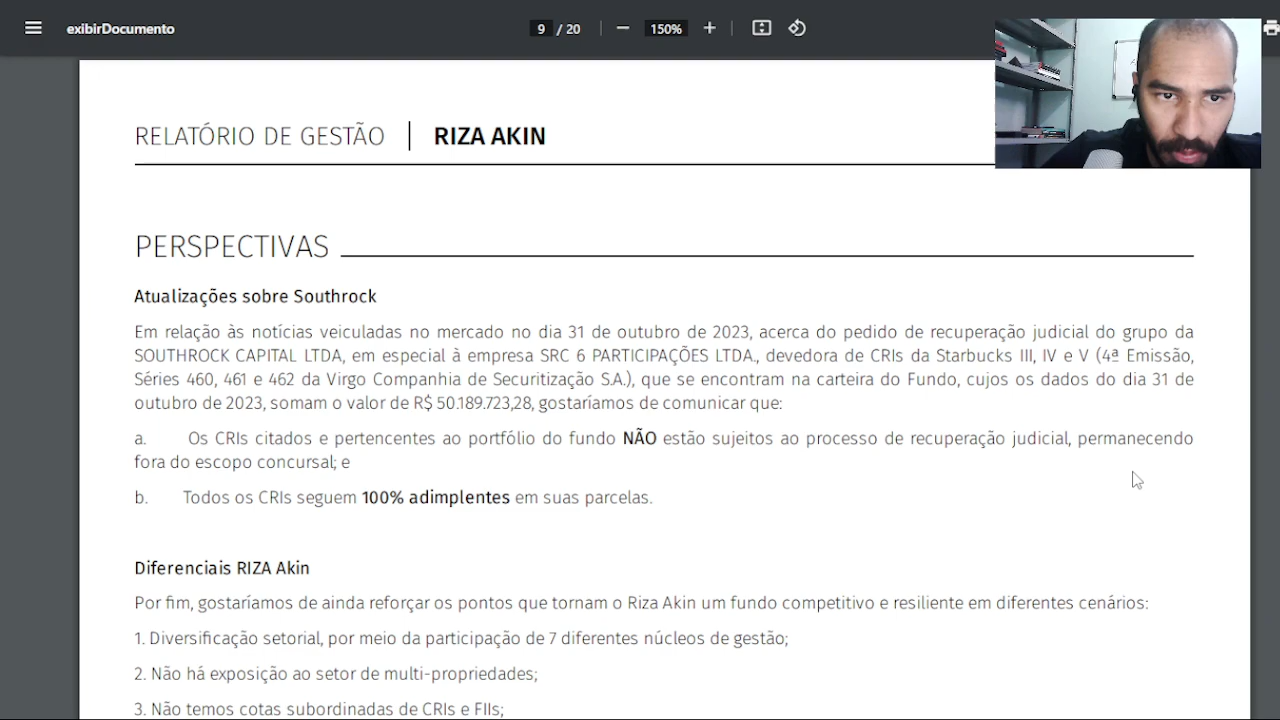 exibirDocumento
9 / 20
150%
RELATÓRIO DE GESTÃO | RIZA AKIN
PERSPECTIVAS
Atualizações sobre Southrock
Em relação às notícias veiculadas no mercado no dia 31 de outubro de 2023, acerca do pedido de recuperação judicial do grupo da
SOUTHROCK CAPITAL LTDA, em especial à empresa SRC 6 PARTICIPAÇÕES LTDA., devedora de CRIs da Starbucks III, IV e V (4ª Emissão,
Séries 460, 461 e 462 da Virgo Companhia de Securitização S.A.), que se encontram na carteira do Fundo, cujos os dados do dia 31 de
outubro de 2023, somam o valor de R$ 50.189.723,28, gostaríamos de comunicar que:
a. Os CRIs citados e pertencentes ao portfólio do fundo NÃO estão sujeitos ao processo de recuperação judicial, permanecendo
fora do escopo concursal; e
b. Todos os CRIs seguem 100% adimplentes em suas parcelas.
Diferenciais RIZA Akin
Por fim, gostaríamos de ainda reforçar os pontos que tornam o Riza Akin um fundo competitivo e resiliente em diferentes cenários:
1. Diversificação setorial, por meio da participação de 7 diferentes núcleos de gestão;
2. Não há exposição ao setor de multi-propriedades;
3. Não temos cotas subordinadas de CRIs e FIIs;